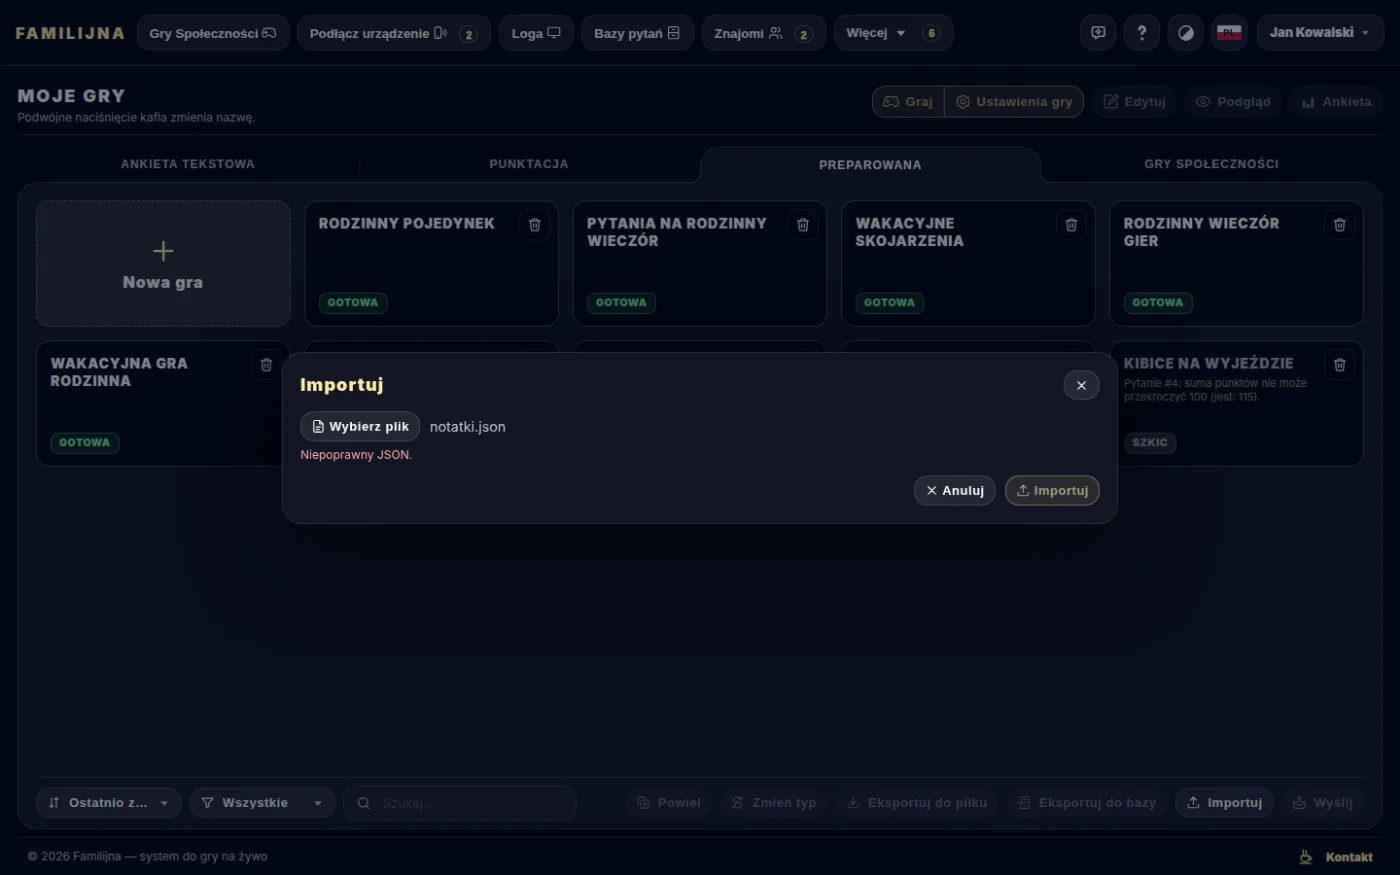 FAMILIJNA
Gry Społeczności
Podłącz urządzenie 2
Loga
Bazy pytań
Znajomi 2
Więcej 6
?
PL
Jan Kowalski
MOJE GRY
Podwójne naciśnięcie kafla zmienia nazwę.
Graj
Ustawienia gry
Edytuj
Podgląd
Ankieta
ANKIETA TEKSTOWA
PUNKTACJA
PREPAROWANA
GRY SPOŁECZNOŚCI
Nowa gra
RODZINNY POJEDYNEK
GOTOWA
PYTANIA NA RODZINNY
WIECZÓR
GOTOWA
WAKACYJNE
SKOJARZENIA
GOTOWA
RODZINNY WIECZÓR
GIER
GOTOWA
WAKACYJNA GRA
RODZINNA
GOTOWA
KIBICE NA WYJEŹDZIE
Pytanie #4: suma punktów nie może
przekroczyć 100 (jest: 115).
SZKIC
Importuj
Wybierz plik
notatki.json
Niepoprawny JSON.
Anuluj
Importuj
Ostatnio z...
Wszystkie
Szukaj...
Powiel
Zmień typ
Eksportuj do pliku
Eksportuj do bazy
Importuj
Wyślij
© 2026 Familijna — system do gry na żywo
Kontakt